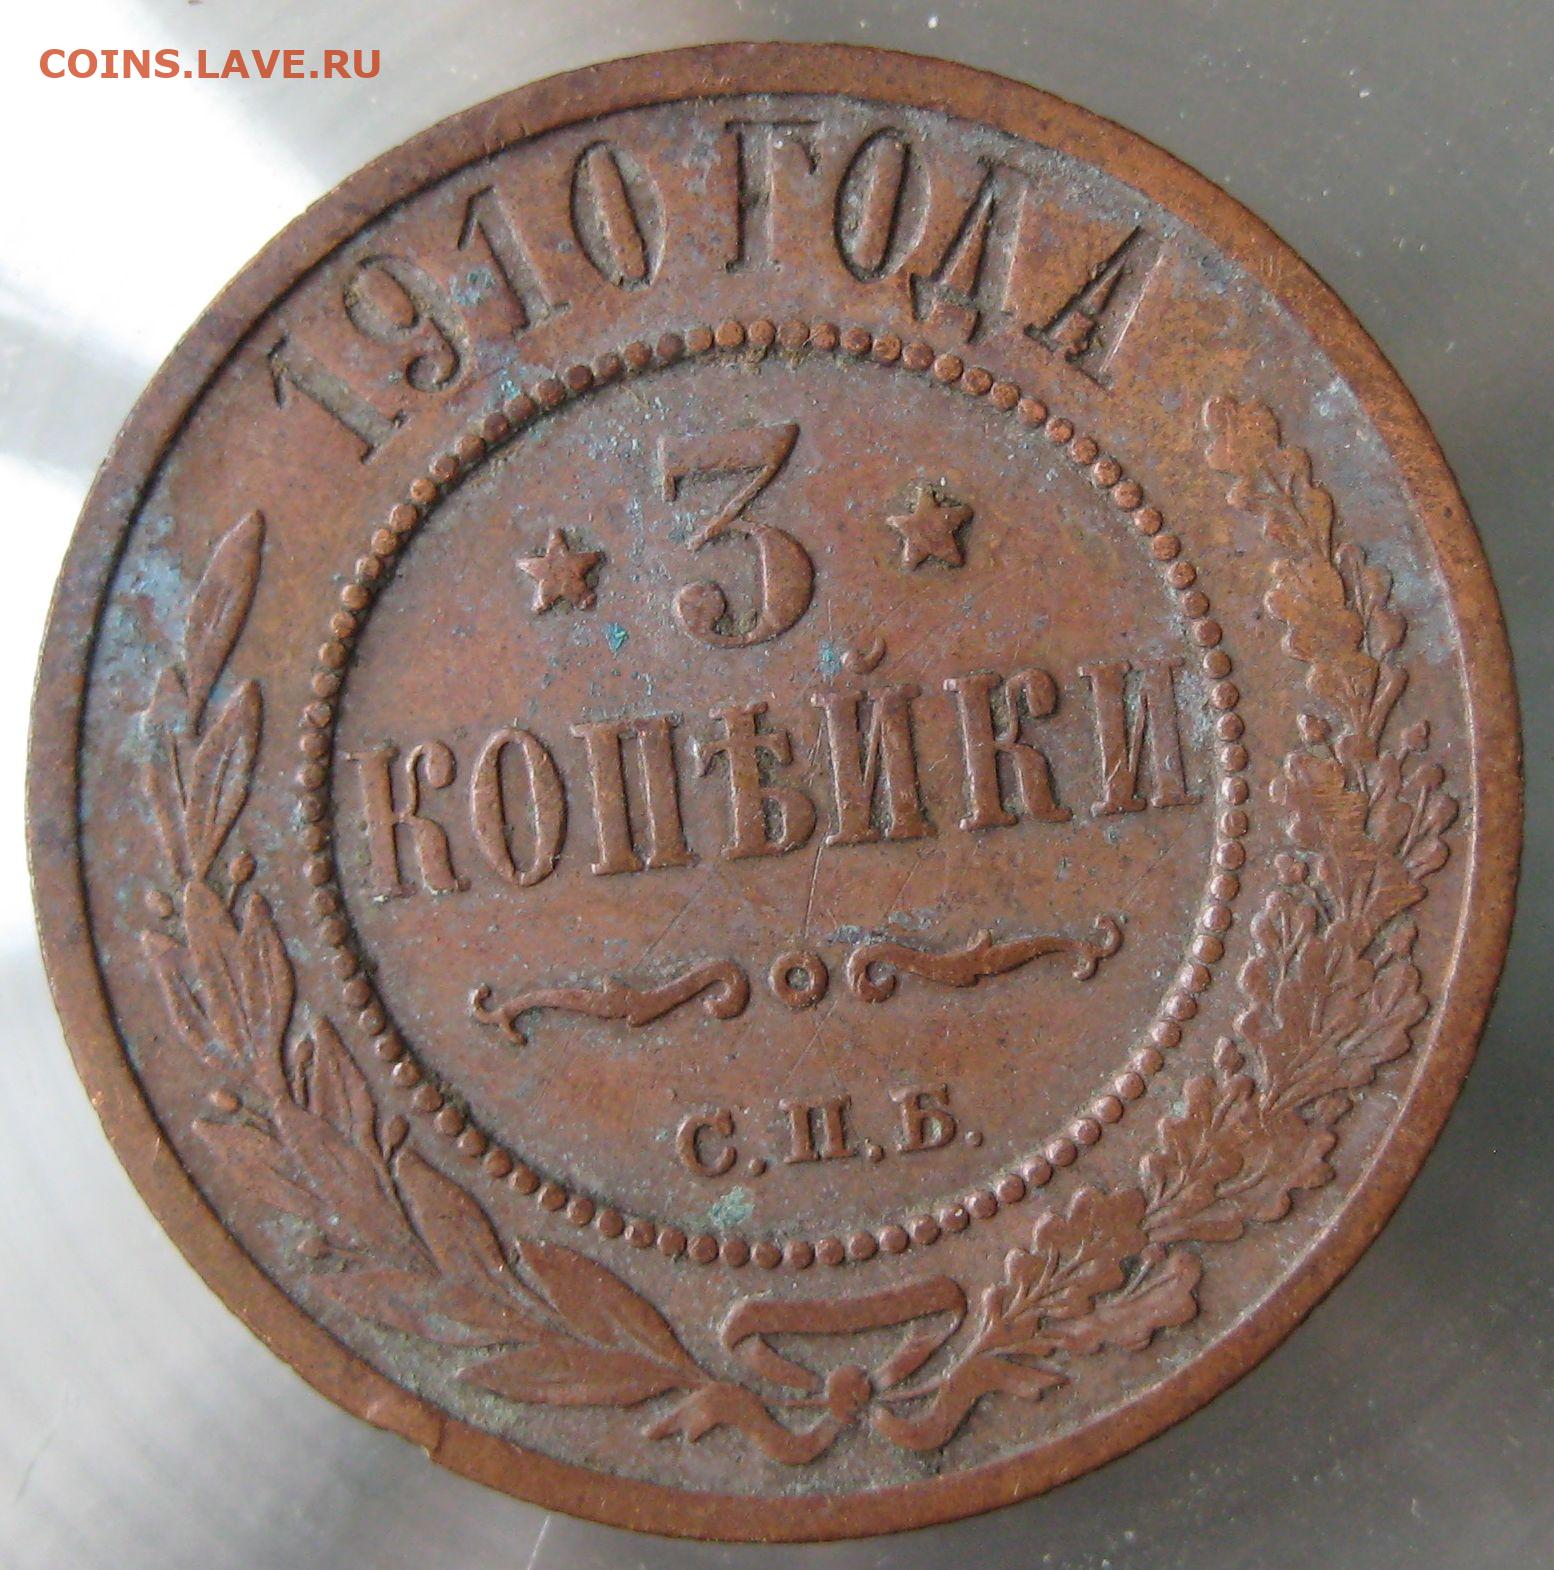 COINS.LAVE.RU
1910 ГОДА
3
КОПѢЙКИ
С.П.Б.